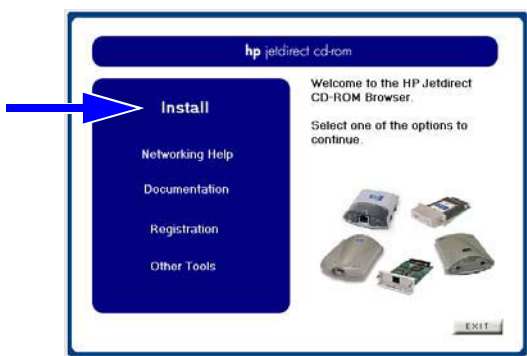 hp jetdirect cd-rom
Install
Networking Help
Documentation
Registration
Other Tools
Welcome to the HP Jetdirect
CD-ROM Browser.
Select one of the options to
continue.
EXIT